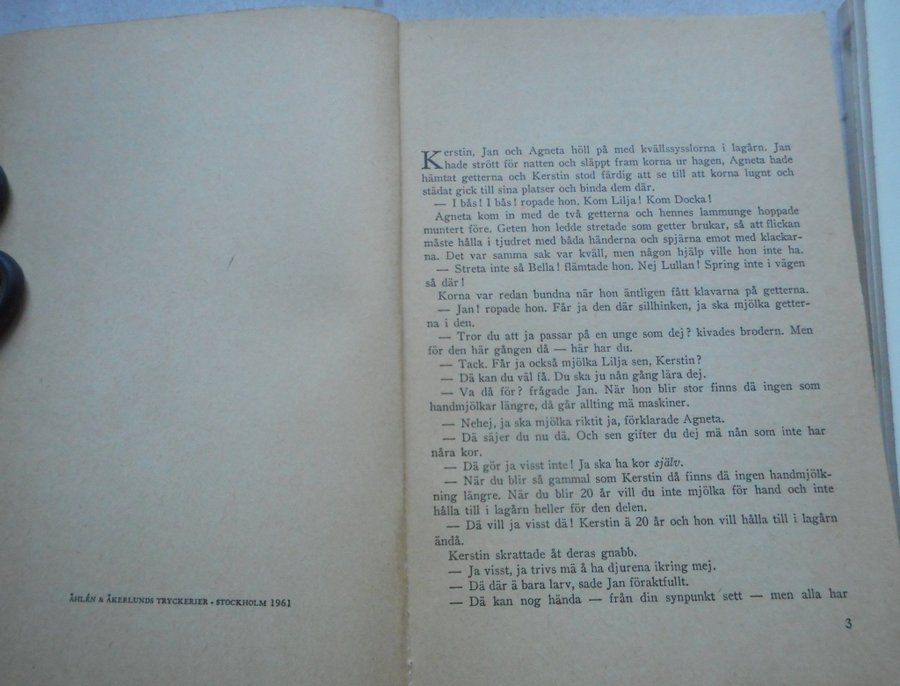 ÅHLÉN & ÅKERLUNDS TRYCKERIER • STOCKHOLM 1961
Kerstin, Jan och Agneta höll på med kvällssysslorna i lagårn. Jan
hade strött för natten och släppt fram korna ur hagen, Agneta hade
hämtat getterna och Kerstin stod färdig att se till att korna lugnt och
städat gick till sina platser och binda dem där.
— I bås! I bås! ropade hon. Kom Lilja! Kom Docka!
Agneta kom in med de två getterna och hennes lammunge hoppade
muntert före. Geten hon ledde stretade som getter brukar, så att flickan
måste hålla i tjudret med båda händerna och spjärna emot med klackar-
na. Det var samma sak var kväll, men någon hjälp ville hon inte ha.
— Streta inte så Bella! flämtade hon. Nej Lullan! Spring inte i vägen
så där!
Korna var redan bundna när hon äntligen fått klavarna på getterna.
— Jan! ropade hon. Får ja den där sillhinken, ja ska mjölka getter-
na i den.
— Tror du att ja passar på en unge som dej? kivades brodern. Men
för den här gången då — här har du.
— Tack. Får ja också mjölka Lilja sen, Kerstin?
— Dä kan du väl få. Du ska ju nån gång lära dej.
— Va då för? frågade Jan. När hon blir stor finns dä ingen som
handmjölkar längre, då går allting mä maskiner.
— Nehej, ja ska mjölka riktit ja, förklarade Agneta.
— Dä säjer du nu dä. Och sen gifter du dej mä nån som inte har
nåra kor.
— Dä gör ja visst inte! Ja ska ha kor själv.
— När du blir så gammal som Kerstin då finns dä ingen handmjölk-
ning längre. När du blir 20 år vill du inte mjölka för hand och inte
hålla till i lagårn heller för den delen.
— Dä vill ja visst dä! Kerstin ä 20 år och hon vill hålla till i lagårn
ändå.
Kerstin skrattade åt deras gnabb.
— Ja visst, ja trivs mä å ha djurena ikring mej.
— Dä där ä bara larv, sade Jan föraktfullt.
— Dä kan nog hända — från din synpunkt sett — men alla har
3